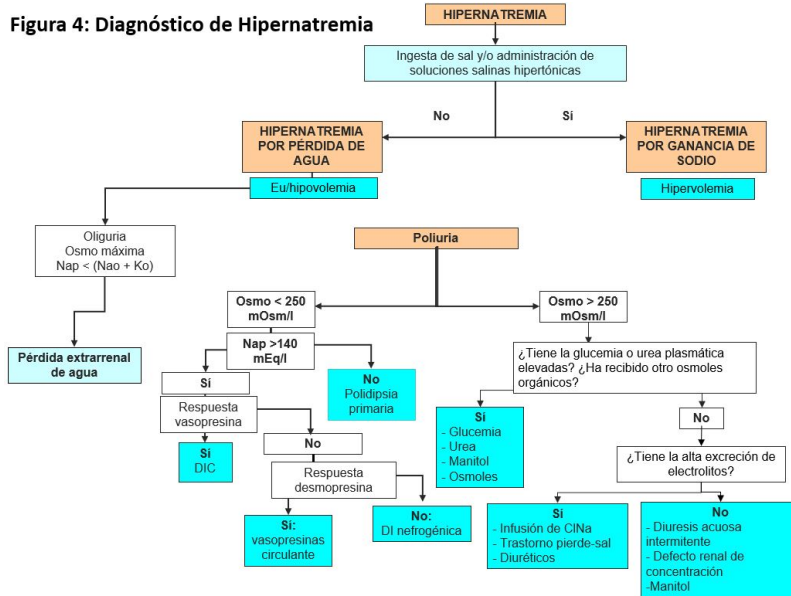 Figura 4: Diagnóstico de Hipernatremia
HIPERNATREMIA
Ingesta de sal y/o administración de
soluciones salinas hipertónicas
No
Sí
HIPERNATREMIA
POR PÉRDIDA DE
AGUA
HIPERNATREMIA
POR GANANCIA DE
SODIO
Eu/hipovolemia
Hipervolemia
Oliguria
Osmo máxima
Nap < (Nao + Ko)
Pérdida extrarrenal
de agua
Poliuria
Osmo < 250
mOsm/l
Osmo > 250
mOsm/l
Nap >140
mEq/l
Sí
No
Polidipsia
primaria
Respuesta
vasopresina
Sí
DIC
No
Respuesta
desmopresina
Sí:
vasopresinas
circulante
No:
DI nefrogénica
¿Tiene la glucemia o urea plasmática
elevadas? ¿Ha recibido otro osmoles
orgánicos?
Sí
- Glucemia
- Urea
- Manitol
- Osmoles
No
¿Tiene la alta excreción de
electrolitos?
Sí
- Infusión de ClNa
- Trastorno pierde-sal
- Diuréticos
No
- Diuresis acuosa
intermitente
- Defecto renal de
concentración
-Manitol